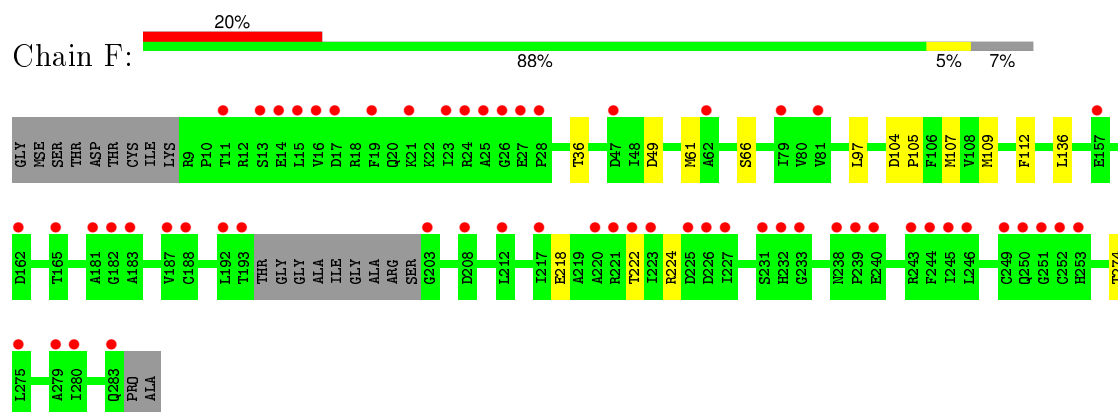 20%
Chain F:
88% 5% 7%
GLY MSE SER THR ASP THR CYS ILE LYS R9 P10 T11 R12 S13 E14 L15 V16 D17 R18 F19 Q20 K21 K22 I23 R24 A25 G26 E27 P28 T36 D47 I48 D49 M61 A62 S66 I79 V80 V81 L97 D104 P105 F106 M107 V108 M109 F112 L136 E157
D162 T165 A181 G182 A183 V187 C188 L192 T193 THR GLY GLY ALA ILE GLY ALA ARG SER G203 D208 L212 I217 E218 A219 A220 R221 T222 I223 R224 D225 D226 I227 S231 H232 G233 N238 P239 E240 R243 F244 I245 L246 C249 Q250 G251 C252 H253 T274
L275 A279 I280 Q283 PRO ALA